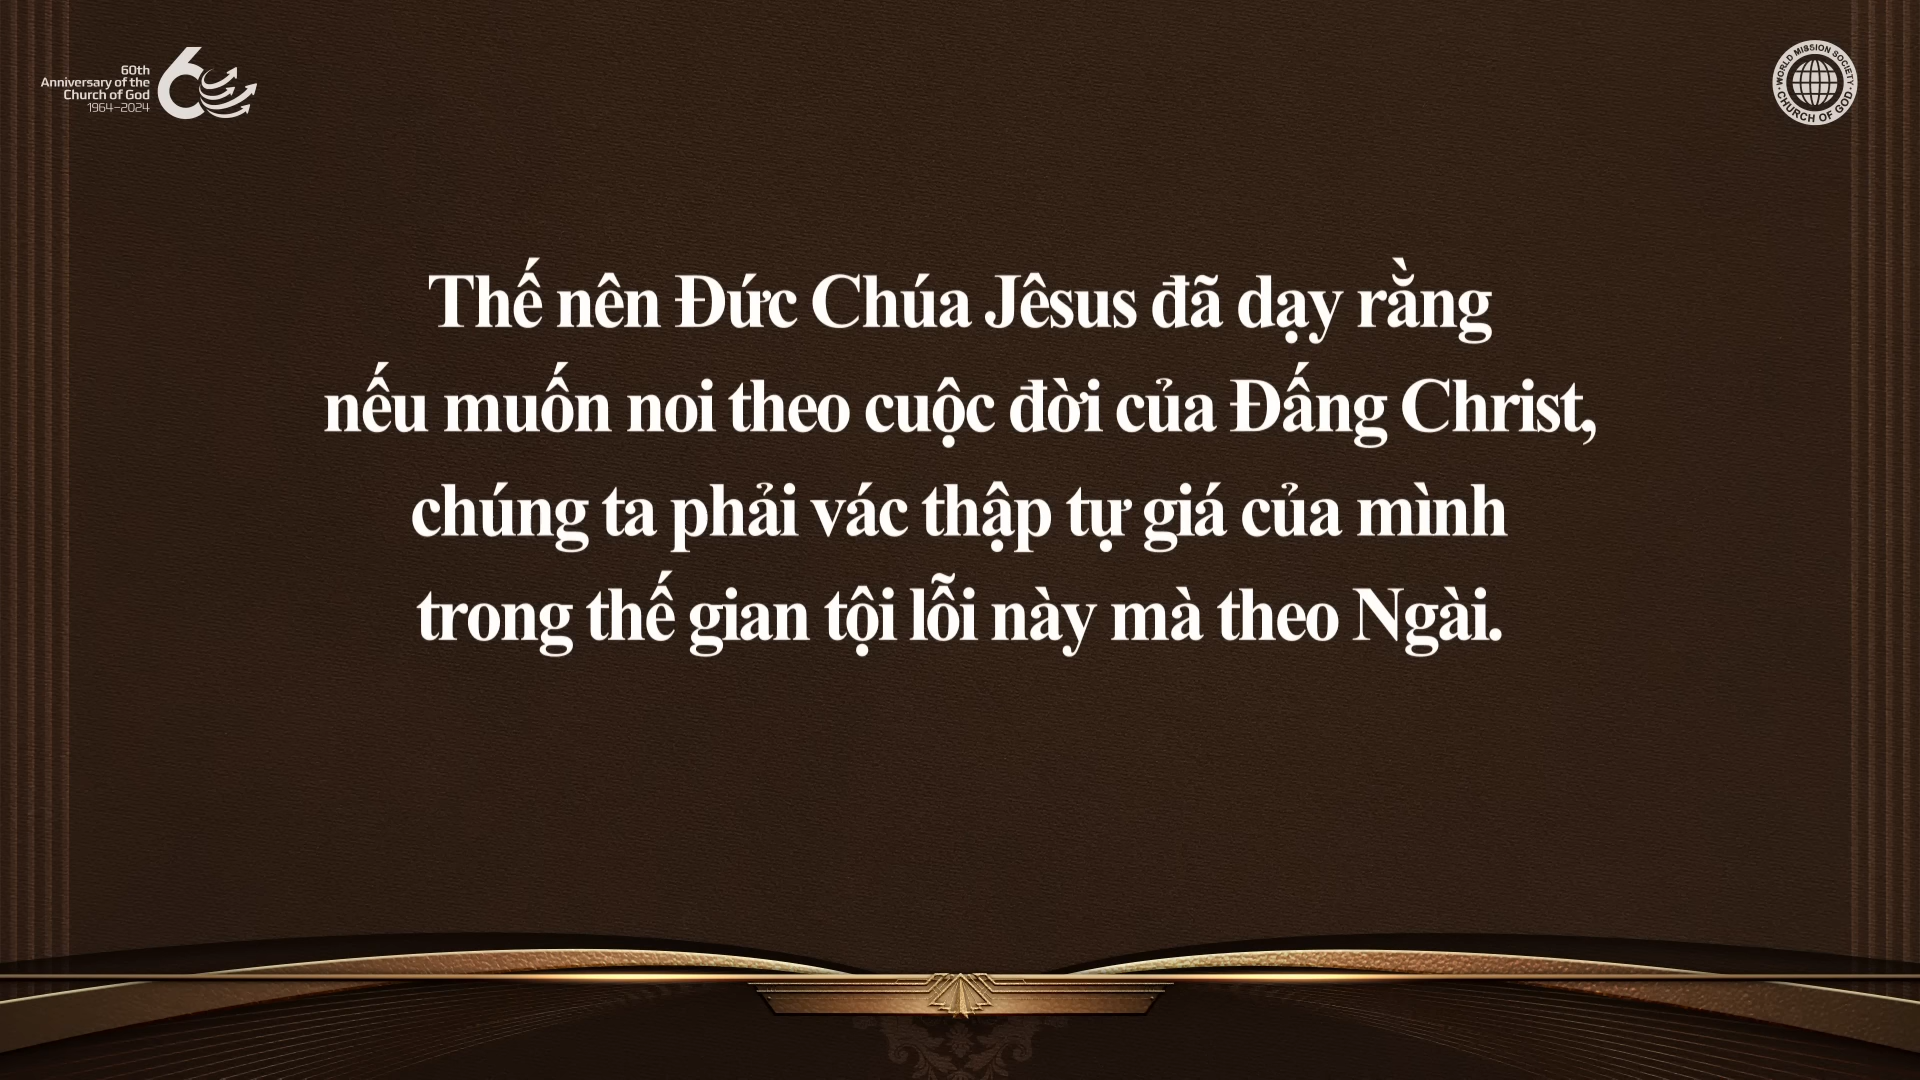 60th
Anniversary of the
Church of God
1964–2024
WORLD MISSION SOCIETY
CHURCH OF GOD
Thế nên Đức Chúa Jêsus đã dạy rằng
nếu muốn noi theo cuộc đời của Đấng Christ,
chúng ta phải vác thập tự giá của mình
trong thế gian tội lỗi này mà theo Ngài.